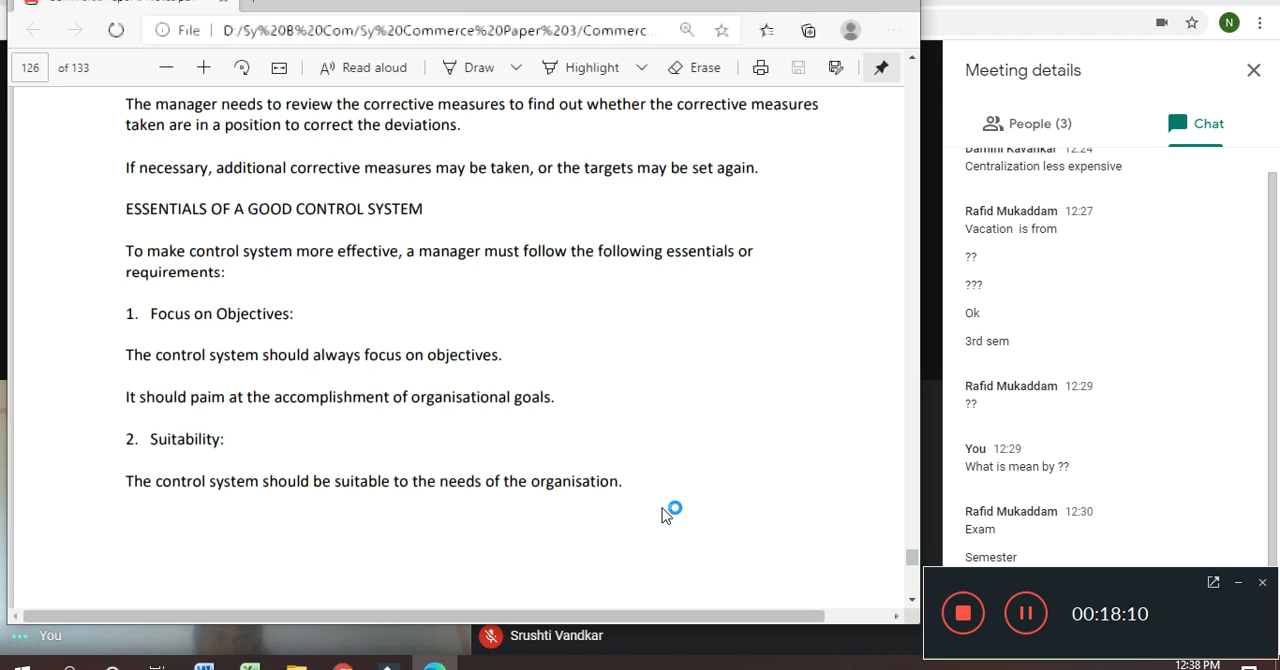 File
D:/Sy%20B%20Com/Sy%20Commerce%20Paper%203/Commerc...
N
126 of 133
Read aloud
Draw
Highlight
Erase
The manager needs to review the corrective measures to find out whether the corrective measures
taken are in a position to correct the deviations.
If necessary, additional corrective measures may be taken, or the targets may be set again.
ESSENTIALS OF A GOOD CONTROL SYSTEM
To make control system more effective, a manager must follow the following essentials or
requirements:
1. Focus on Objectives:
The control system should always focus on objectives.
It should paim at the accomplishment of organisational goals.
2. Suitability:
The control system should be suitable to the needs of the organisation.
You
Srushti Vandkar
Meeting details
People (3)
Chat
Damini Kavankar 12:24
Centralization less expensive
Rafid Mukaddam 12:27
Vacation is from
??
???
Ok
3rd sem
Rafid Mukaddam 12:29
??
You 12:29
What is mean by ??
Rafid Mukaddam 12:30
Exam
Semester
00:18:10
12:38 PM